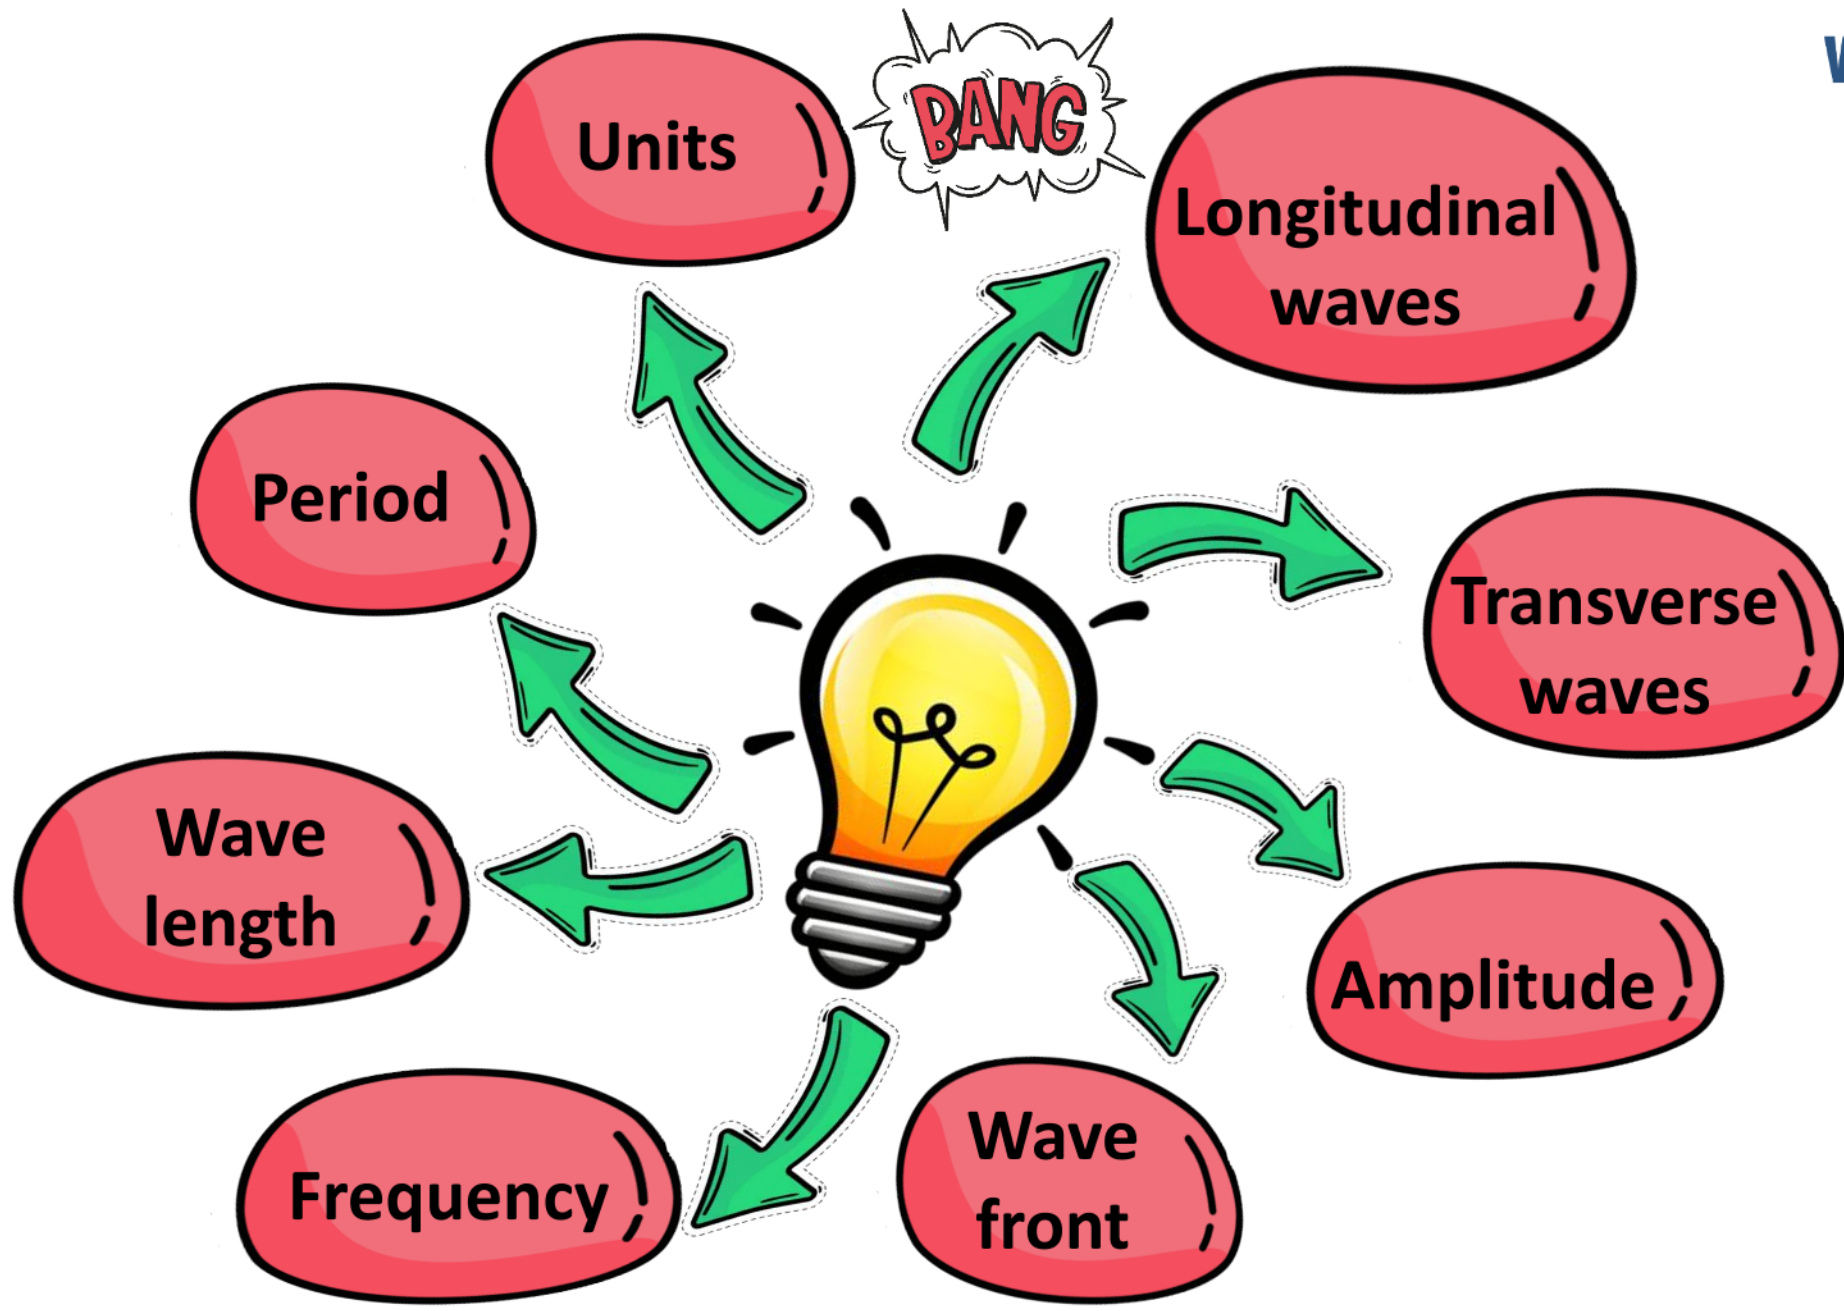 Units
BANG
Longitudinal
waves
Period
Transverse
waves
Wave
length
Amplitude
Frequency
Wave
front